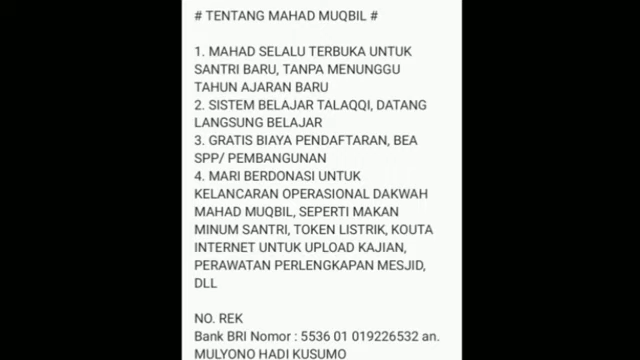 # TENTANG MAHAD MUQBIL #
1. MAHAD SELALU TERBUKA UNTUK
SANTRI BARU, TANPA MENUNGGU
TAHUN AJARAN BARU
2. SISTEM BELAJAR TALAQQI, DATANG
LANGSUNG BELAJAR
3. GRATIS BIAYA PENDAFTARAN, BEA
SPP/ PEMBANGUNAN
4. MARI BERDONASI UNTUK
KELANCARAN OPERASIONAL DAKWAH
MAHAD MUQBIL, SEPERTI MAKAN
MINUM SANTRI, TOKEN LISTRIK, KOUTA
INTERNET UNTUK UPLOAD KAJIAN,
PERAWATAN PERLENGKAPAN MESJID,
DLL
NO. REK
Bank BRI Nomor : 5536 01 019226532 an.
MULYONO HADI KUSUMO